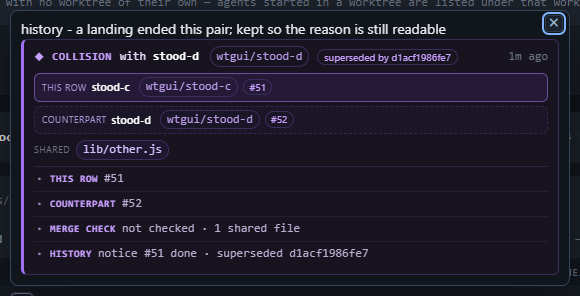 with no worktree of their own — agents started in a worktree are listed under that
history - a landing ended this pair; kept so the reason is still readable
◆ COLLISION with stood-d wtgui/stood-d superseded by d1acf1986fe7 1m ago
THIS ROW stood-c wtgui/stood-c #51
COUNTERPART stood-d wtgui/stood-d #52
SHARED lib/other.js
▸ THIS ROW #51
▸ COUNTERPART #52
▸ MERGE CHECK not checked · 1 shared file
▸ HISTORY notice #51 done · superseded d1acf1986fe7